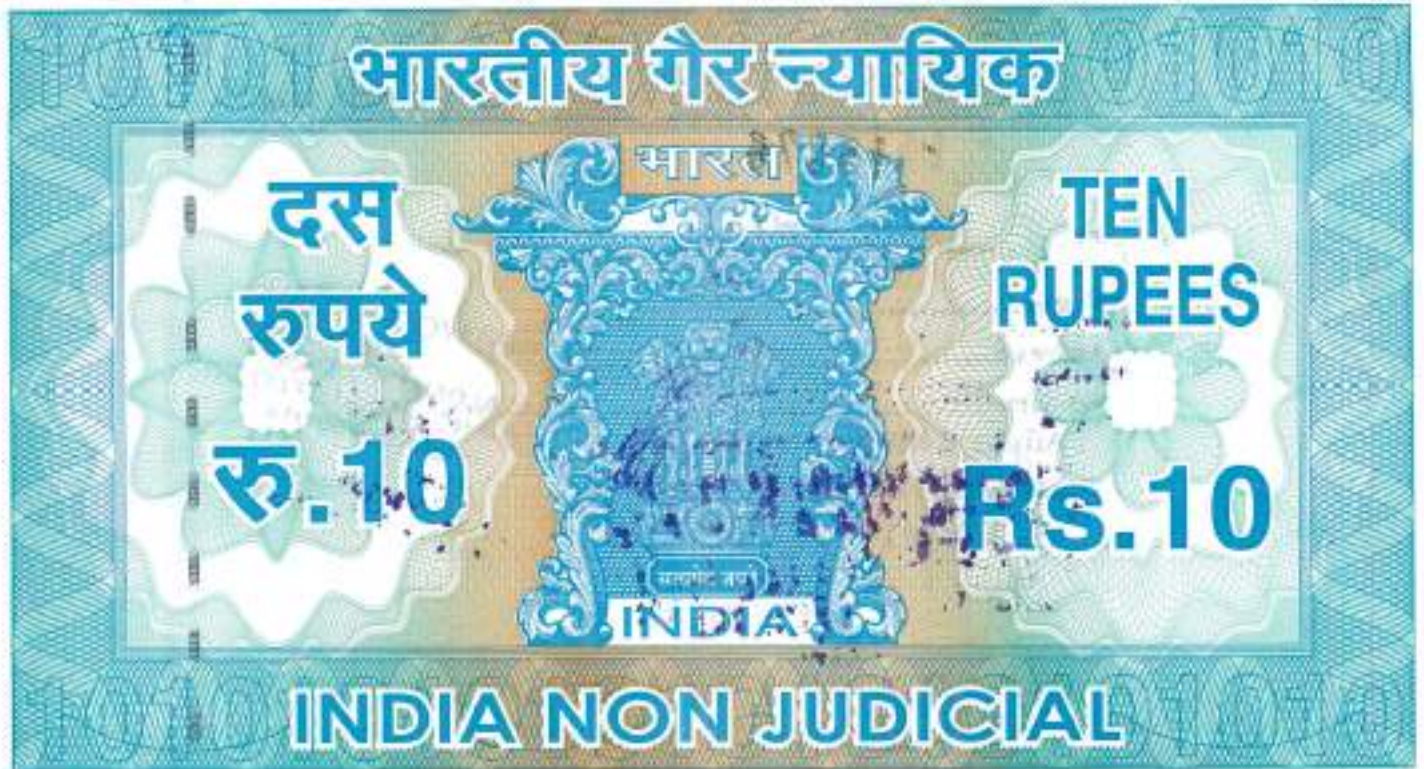 भारतीय गैर न्यायिक
भारत
दस
रुपये
रु.10
TEN
RUPEES
Rs.10
सत्यमेव जयते
INDIA
INDIA NON JUDICIAL